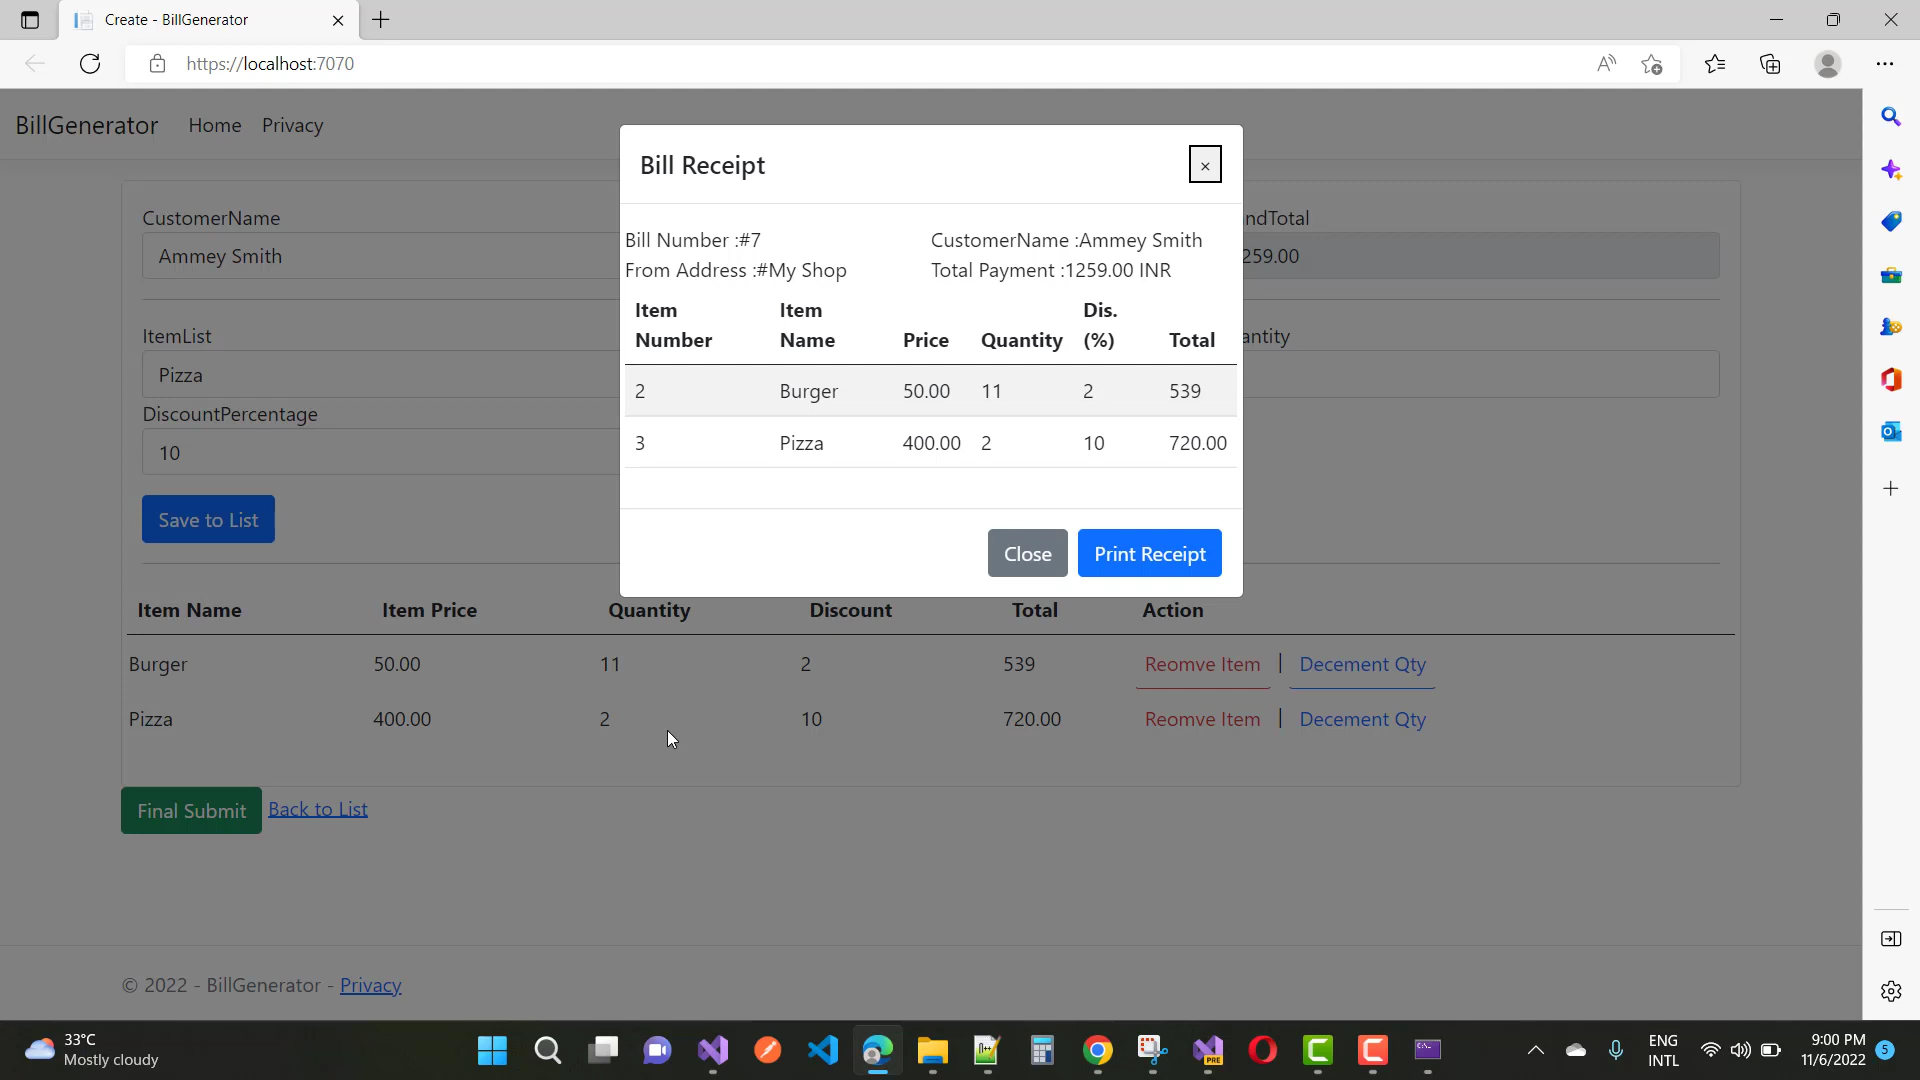 Create - BillGenerator
https://localhost:7070
BillGenerator Home Privacy
Bill Receipt
×
CustomerName
ndTotal
Ammey Smith
259.00
Bill Number :#7
CustomerName :Ammey Smith
From Address :#My Shop
Total Payment :1259.00 INR
Item Number Item Name Price Quantity Dis. (%) Total
2 Burger 50.00 11 2 539
3 Pizza 400.00 2 10 720.00
Close Print Receipt
ItemList
antity
Pizza
DiscountPercentage
10
Save to List
Item Name Item Price Quantity Discount Total Action
Burger 50.00 11 2 539 Reomve Item | Decement Qty
Pizza 400.00 2 10 720.00 Reomve Item | Decement Qty
Final Submit Back to List
© 2022 - BillGenerator - Privacy
33°C
Mostly cloudy
PRE
ENG
INTL
9:00 PM
11/6/2022
5